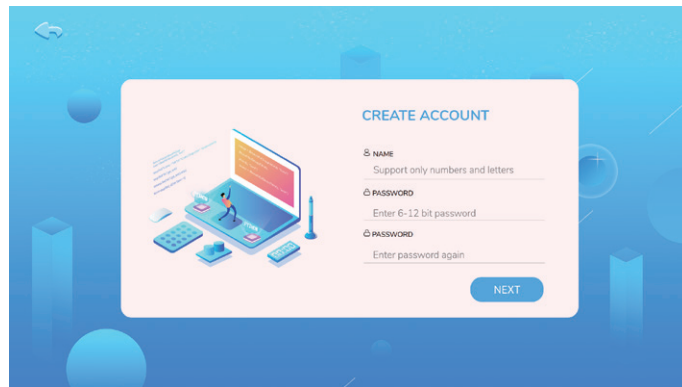 CREATE ACCOUNT
NAME
Support only numbers and letters
PASSWORD
Enter 6-12 bit password
PASSWORD
Enter password again
NEXT